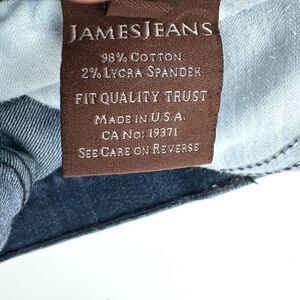 JAMESJEANS
98% COTTON
2% LYCRA SPANDEX
FIT QUALITY TRUST
MADE IN U.S.A.
CA NO: 19371
SEE CARE ON REVERSE